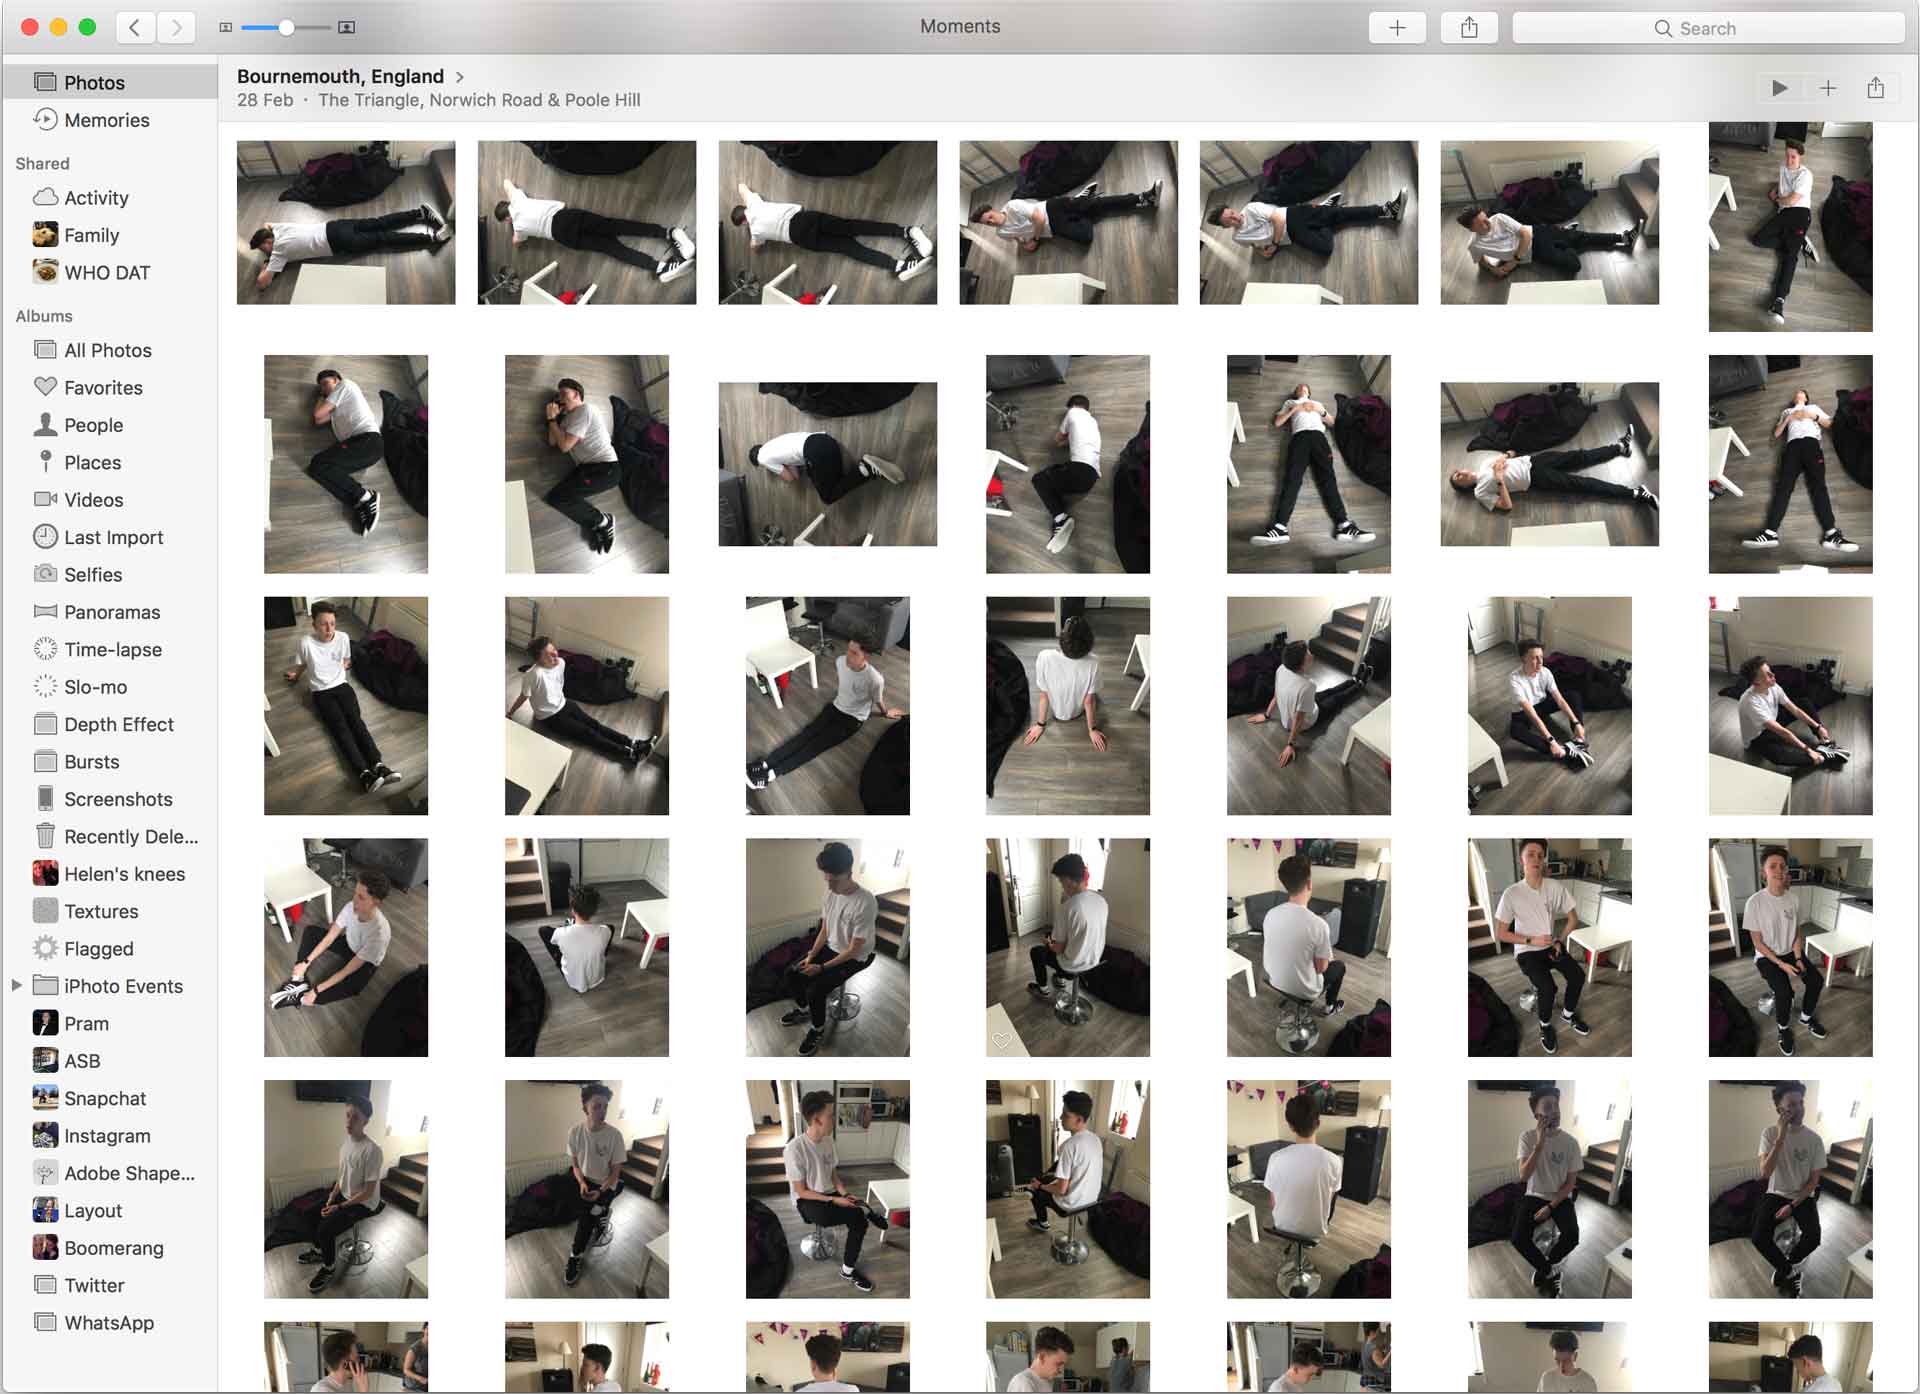 Moments
Search
Bournemouth, England
28 Feb · The Triangle, Norwich Road & Poole Hill
Photos
Memories
Shared
Activity
Family
WHO DAT
Albums
All Photos
Favorites
People
Places
Videos
Last Import
Selfies
Panoramas
Time-lapse
Slo-mo
Depth Effect
Bursts
Screenshots
Recently Dele...
Helen's knees
Textures
Flagged
iPhoto Events
Pram
ASB
Snapchat
Instagram
Adobe Shape...
Layout
Boomerang
Twitter
WhatsApp